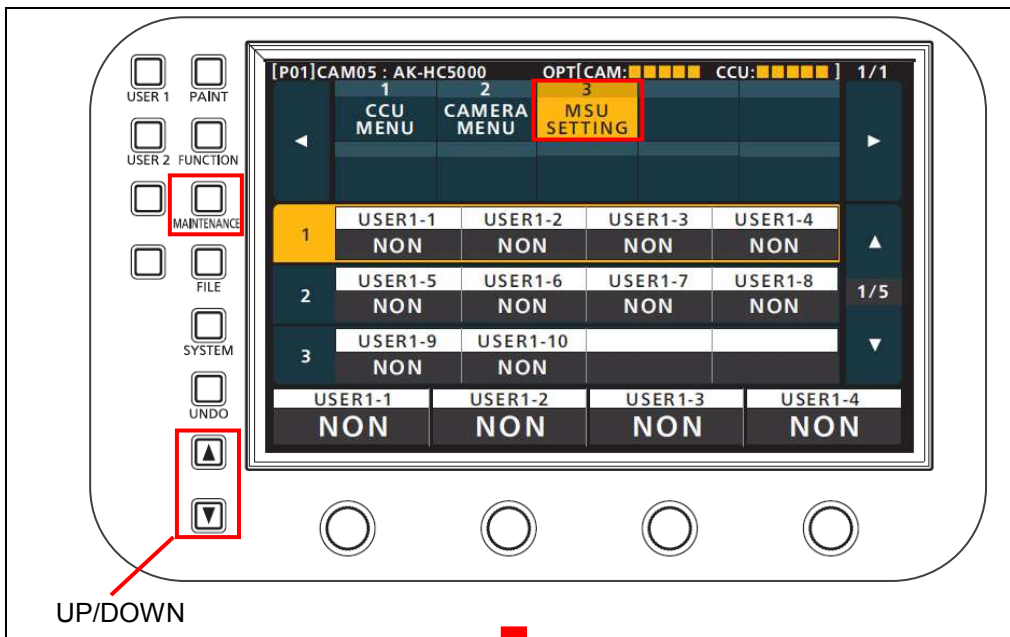 [P01]CAM05 : AK-HC5000 OPT[CAM: CCU: ] 1/1
1 2 3
CCU MENU CAMERA MENU MSU SETTING
USER 1 PAINT
USER 2 FUNCTION
MAINTENANCE
FILE
SYSTEM
UNDO
◀ ▶
1 USER1-1 USER1-2 USER1-3 USER1-4
NON NON NON NON
▲
2 USER1-5 USER1-6 USER1-7 USER1-8
NON NON NON NON
1/5
3 USER1-9 USER1-10
NON NON
▼
USER1-1 USER1-2 USER1-3 USER1-4
NON NON NON NON
▲
▼
UP/DOWN